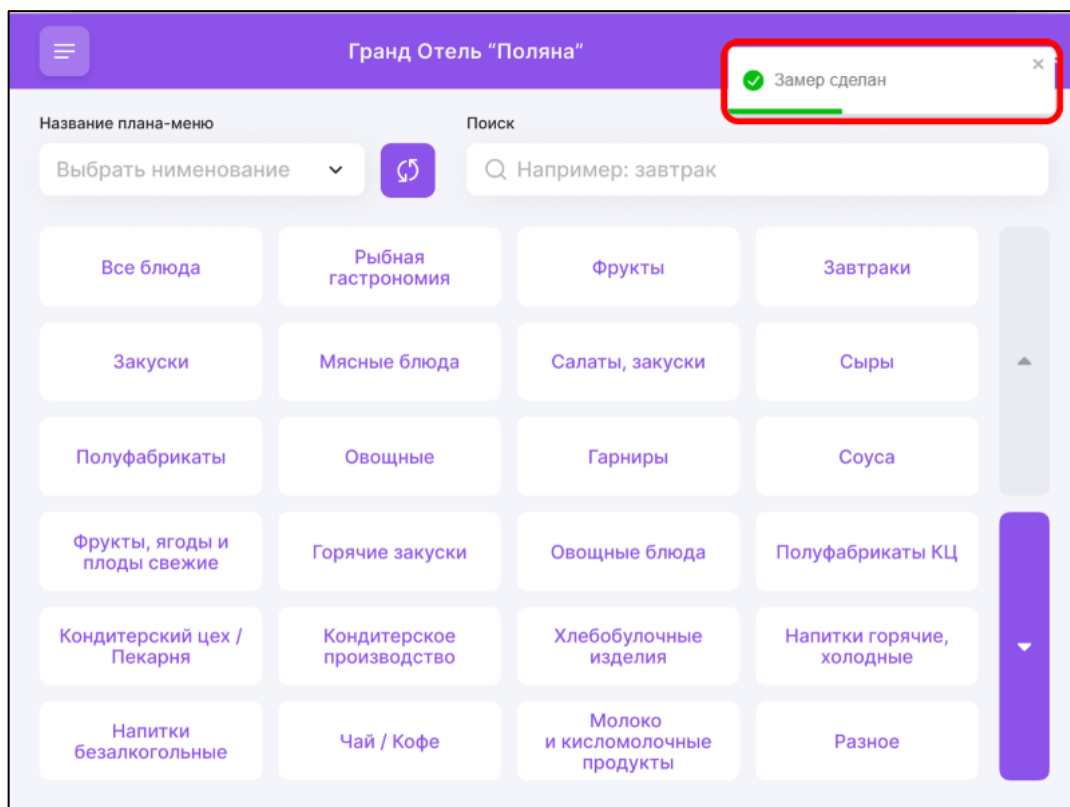 Гранд Отель “Поляна”
Замер сделан
Название плана-меню
Поиск
Выбрать нименование
Например: завтрак
Все блюда
Рыбная
гастрономия
Фрукты
Завтраки
Закуски
Мясные блюда
Салаты, закуски
Сыры
Полуфабрикаты
Овощные
Гарниры
Соуса
Фрукты, ягоды и
плоды свежие
Горячие закуски
Овощные блюда
Полуфабрикаты КЦ
Кондитерский цех /
Пекарня
Кондитерское
производство
Хлебобулочные
изделия
Напитки горячие,
холодные
Напитки
безалкогольные
Чай / Кофе
Молоко
и кисломолочные
продукты
Разное